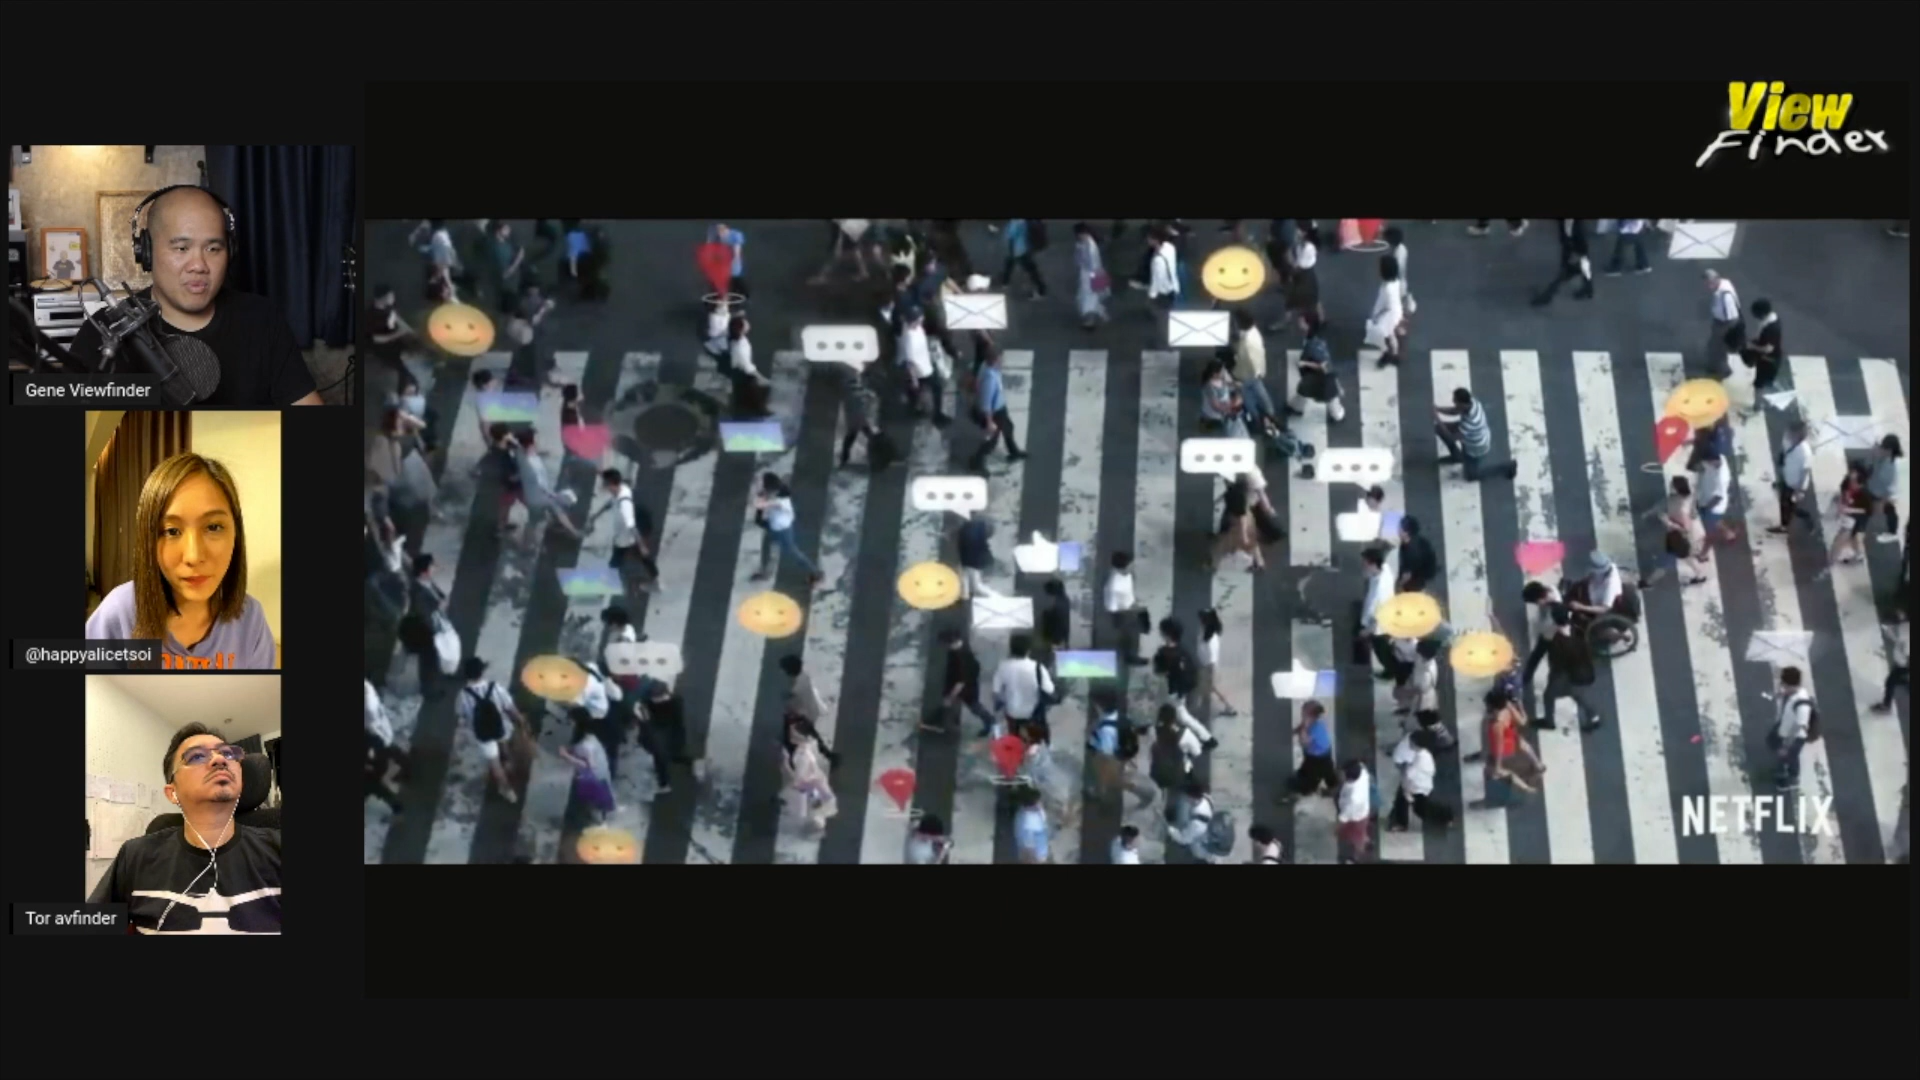 View
Finder
Gene Viewfinder
@happyalicetsoi
Tor avfinder
NETFLIX